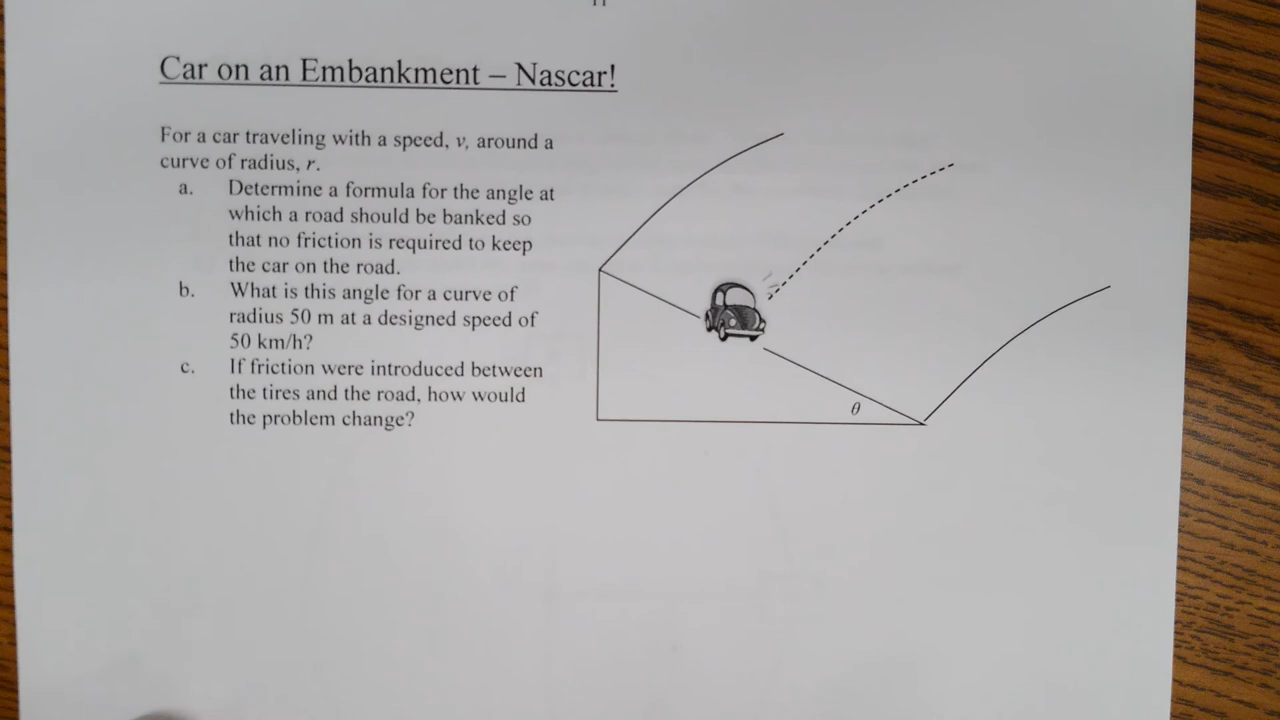 Car on an Embankment – Nascar!
For a car traveling with a speed, v, around a
curve of radius, r.
a. Determine a formula for the angle at
which a road should be banked so
that no friction is required to keep
the car on the road.
b. What is this angle for a curve of
radius 50 m at a designed speed of
50 km/h?
c. If friction were introduced between
the tires and the road, how would
the problem change?
θ